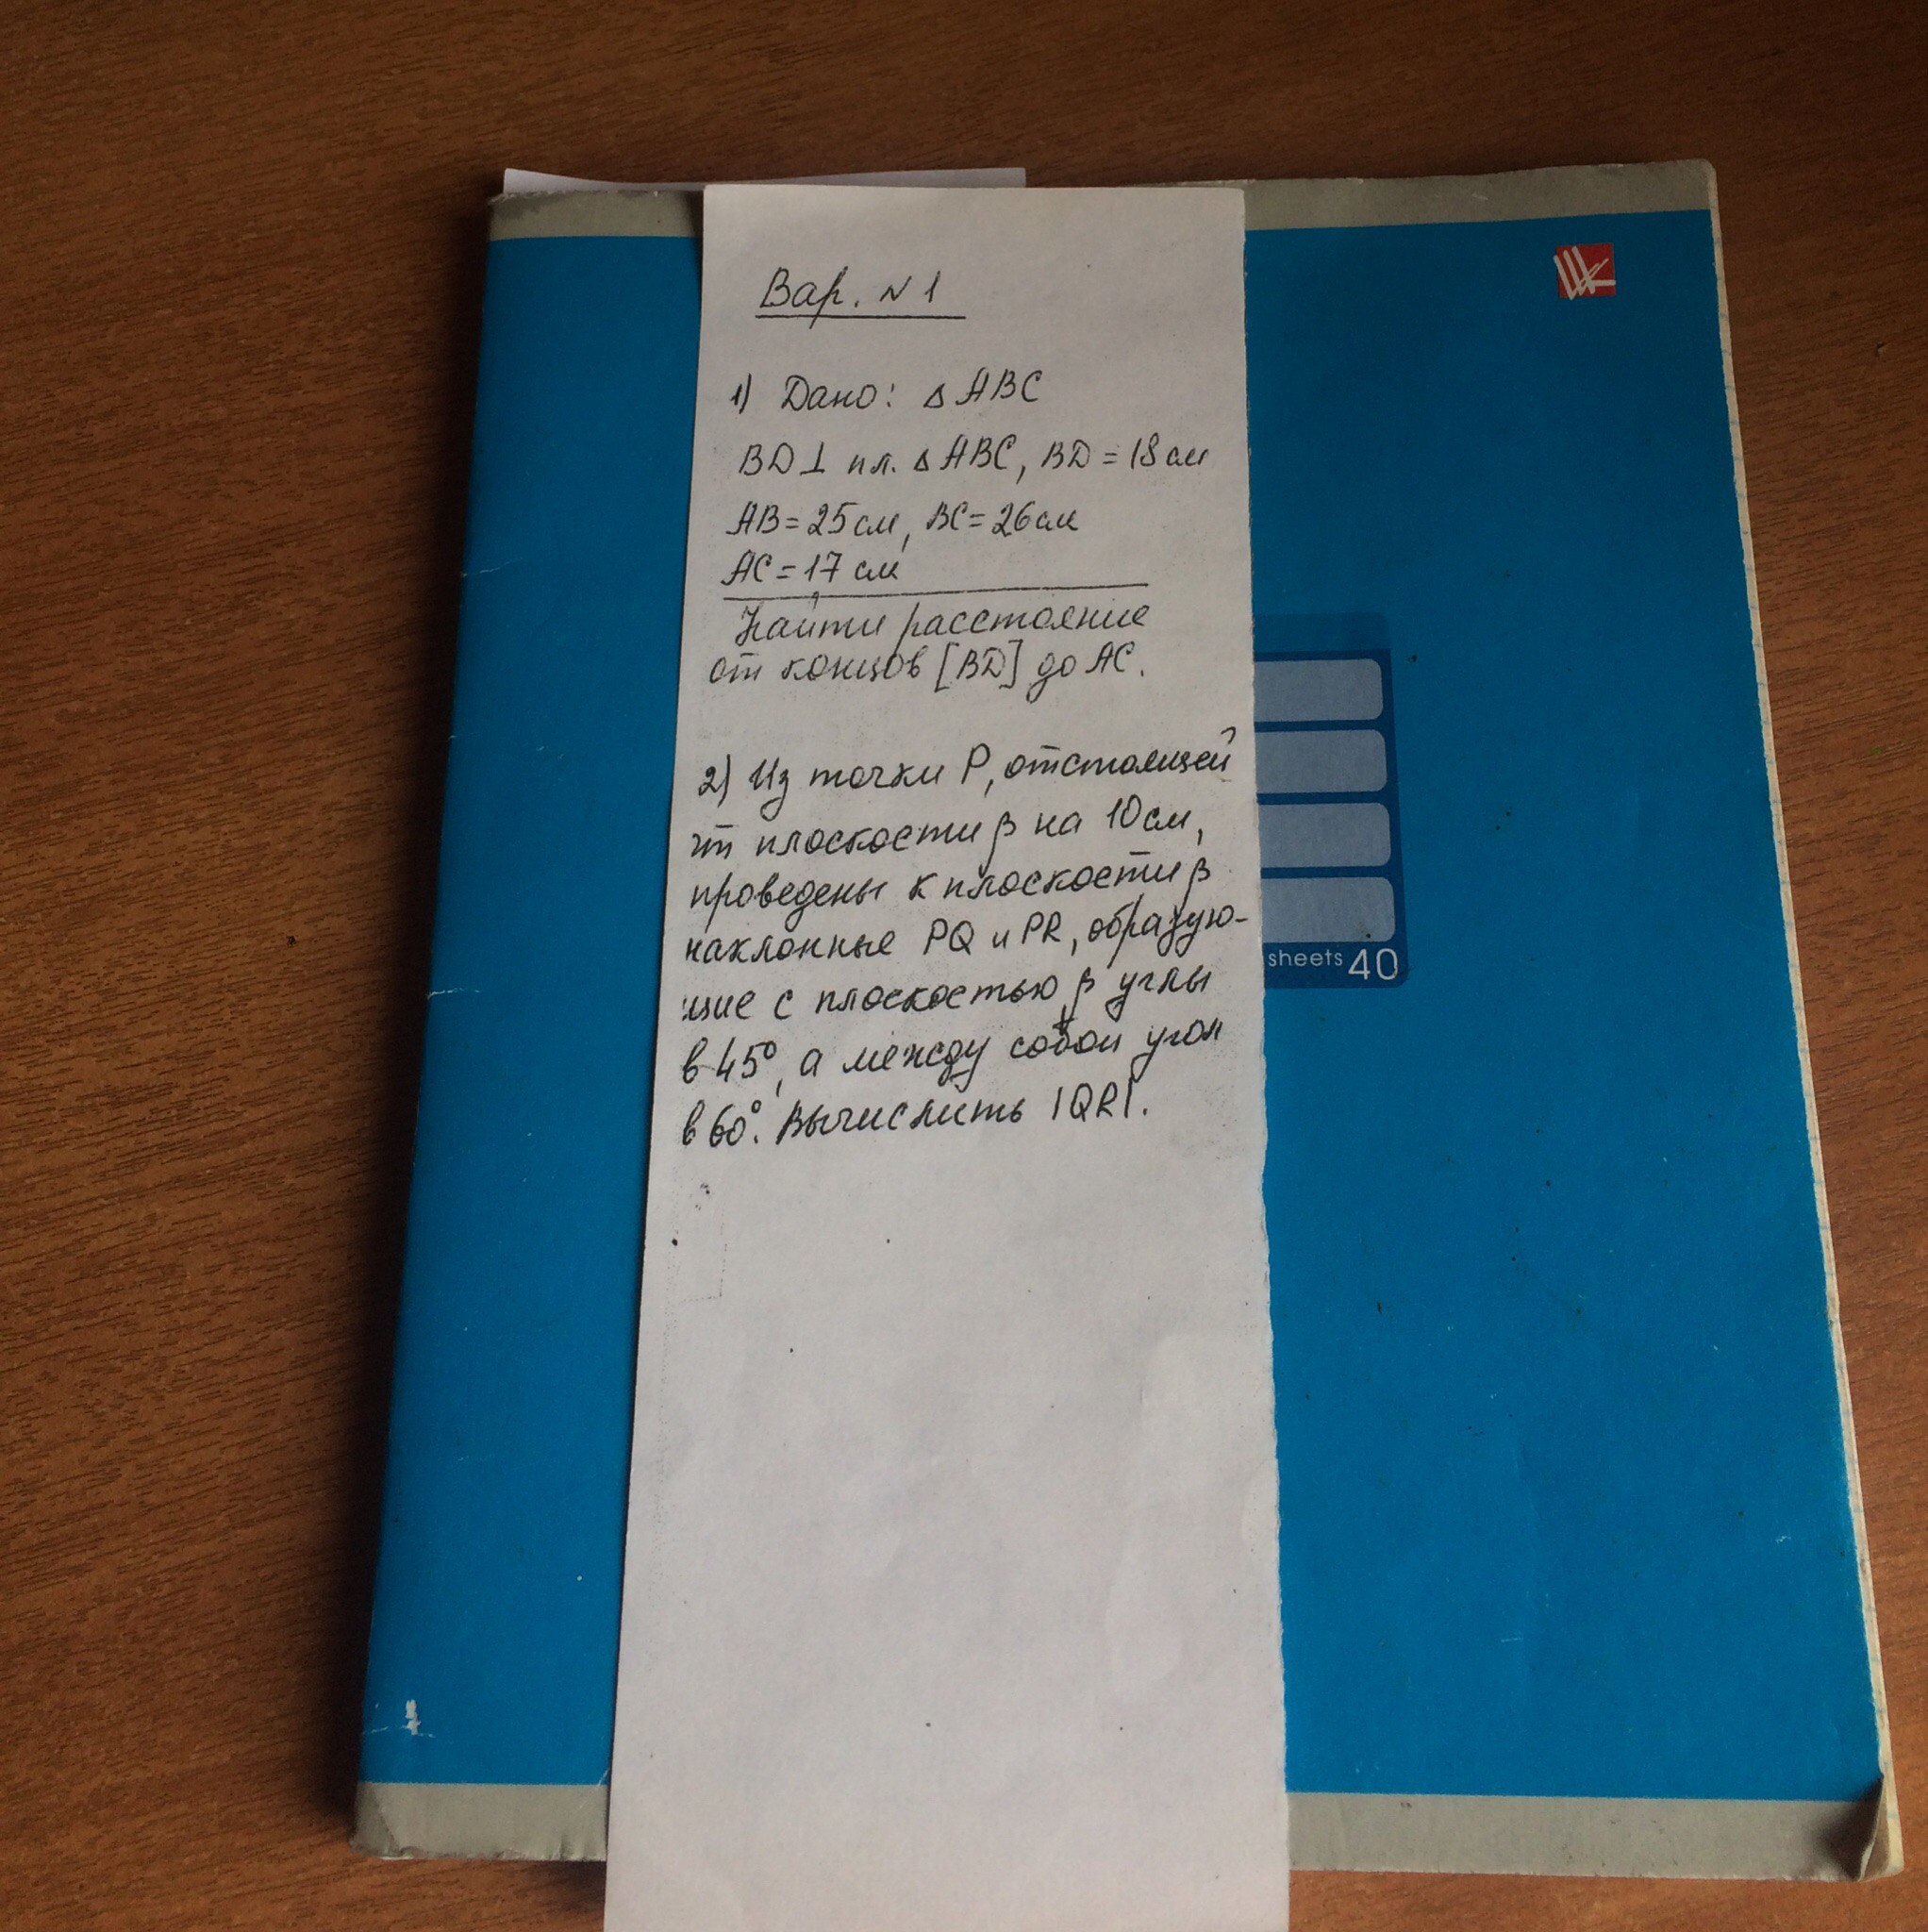 Вар. N 1
1) Дано: △ABC
BD⊥ пл. △ABC, BD = 18 см
AB = 25 см, BC = 26 см
AC = 17 см
Найти расстояние
от концов [BD] до AC.
2) Из точки P, отстоящей
от плоскости β на 10 см,
проведены к плоскости β
наклонные PQ и PR, образую-
щие с плоскостью β углы
в 45°, а между собой угол
в 60°. Вычислить |QR|.
sheets 40